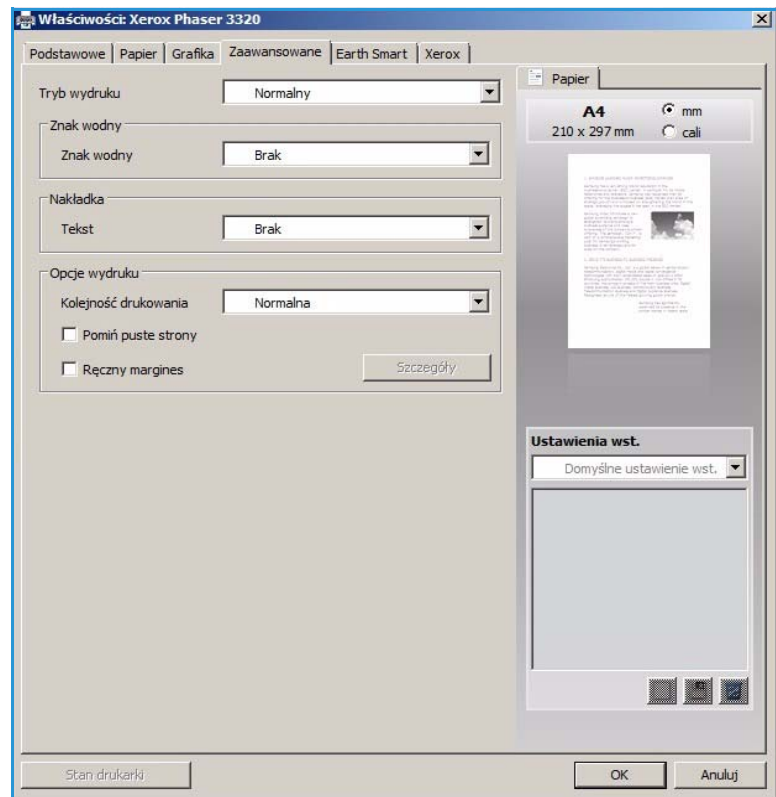 Właściwości: Xerox Phaser 3320
Podstawowe Papier Grafika Zaawansowane Earth Smart Xerox
Tryb wydruku Normalny
Znak wodny
Znak wodny Brak
Nakładka
Tekst Brak
Opcje wydruku
Kolejność drukowania Normalna
Pomiń puste strony
Ręczny margines Szczegóły
Papier
A4 mm
210 x 297 mm cali
Ustawienia wst.
Domyślne ustawienie wst.
Stan drukarki OK Anuluj